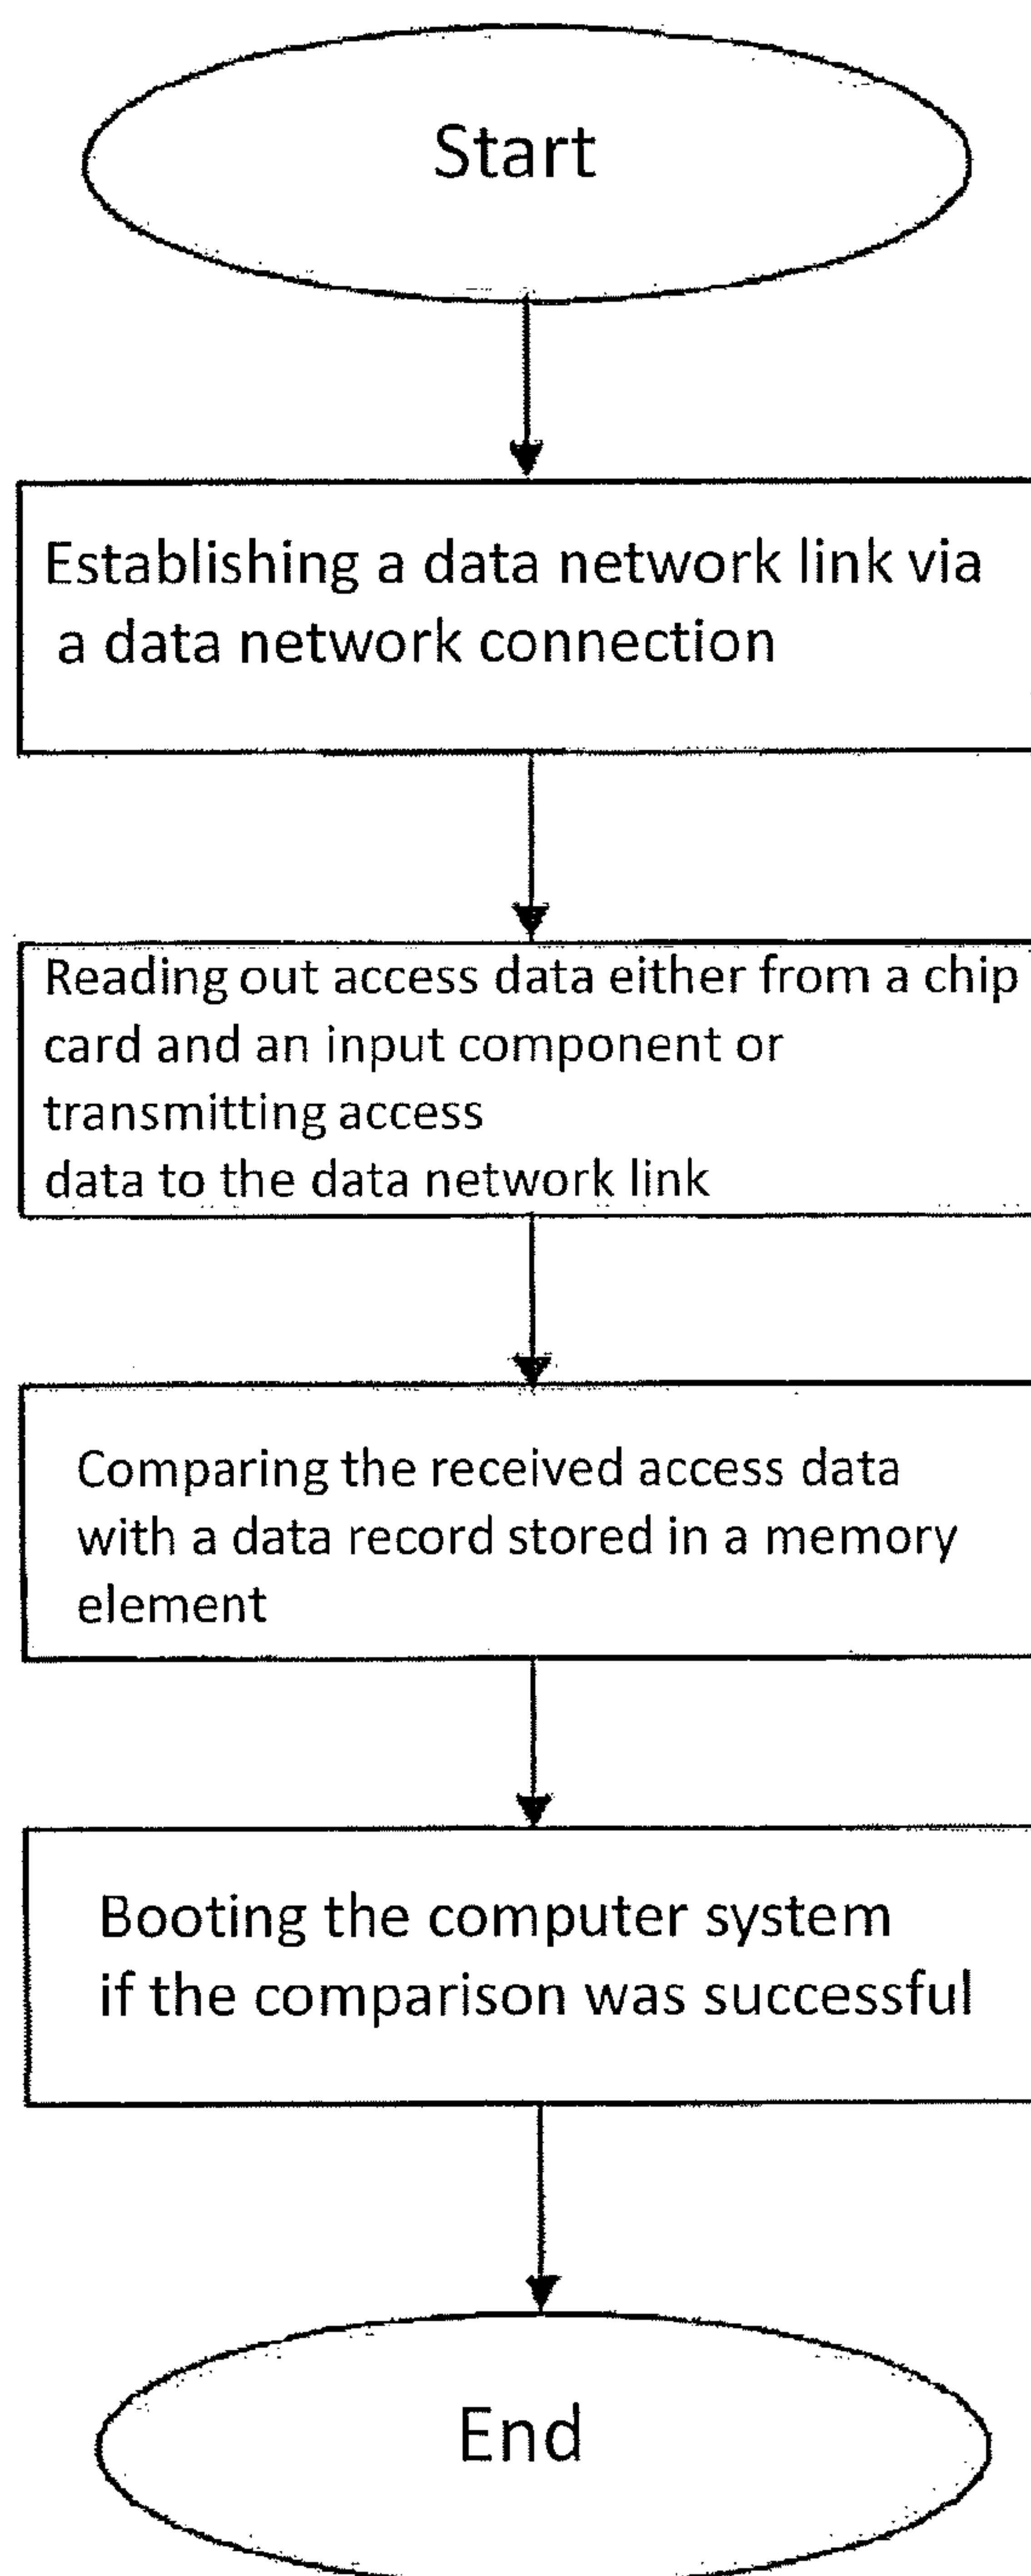 Start
Establishing a data network link via
a data network connection
Reading out access data either from a chip
card and an input component or
transmitting access
data to the data network link
Comparing the received access data
with a data record stored in a memory
element
Booting the computer system
if the comparison was successful
End